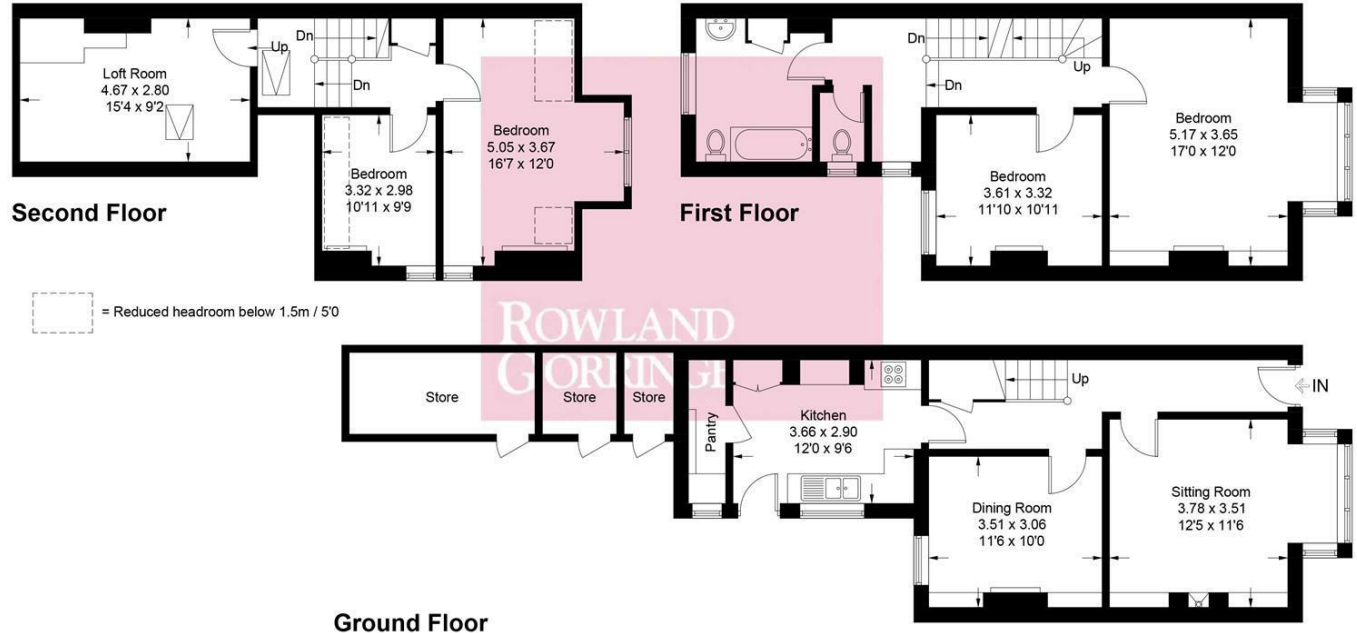 Loft Room
4.67 x 2.80
15'4 x 9'2
Up
Dn
Dn
Bedroom
3.32 x 2.98
10'11 x 9'9
Bedroom
5.05 x 3.67
16'7 x 12'0
Second Floor
Dn
Dn
Up
Bedroom
3.61 x 3.32
11'10 x 10'11
Bedroom
5.17 x 3.65
17'0 x 12'0
First Floor
= Reduced headroom below 1.5m / 5'0
ROWLAND
GORRINGE
Store
Store
Store
Pantry
Kitchen
3.66 x 2.90
12'0 x 9'6
Up
IN
Dining Room
3.51 x 3.06
11'6 x 10'0
Sitting Room
3.78 x 3.51
12'5 x 11'6
Ground Floor